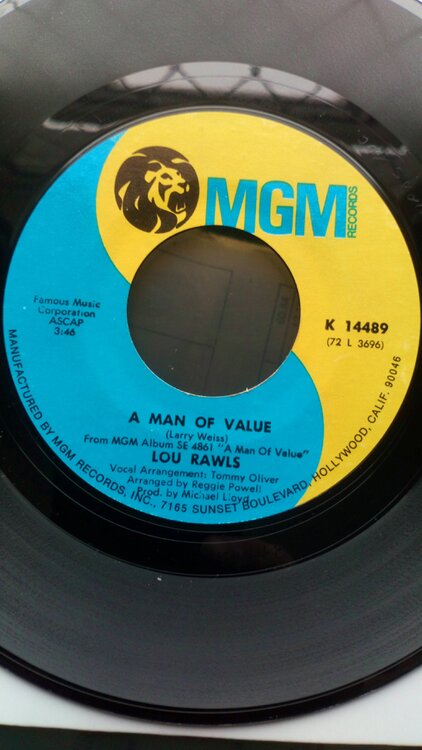 MGM
RECORDS
Famous Music
Corporation
ASCAP
3:46
K 14489
(72 L 3696)
A MAN OF VALUE
(Larry Weiss)
From MGM Album SE 4861 "A Man Of Value"
LOU RAWLS
Vocal Arrangement: Tommy Oliver
Arranged by Reggie Powell
Prod. by Michael Lloyd
MANUFACTURED BY MGM RECORDS, INC., 7165 SUNSET BOULEVARD, HOLLYWOOD, CALIF. 90046